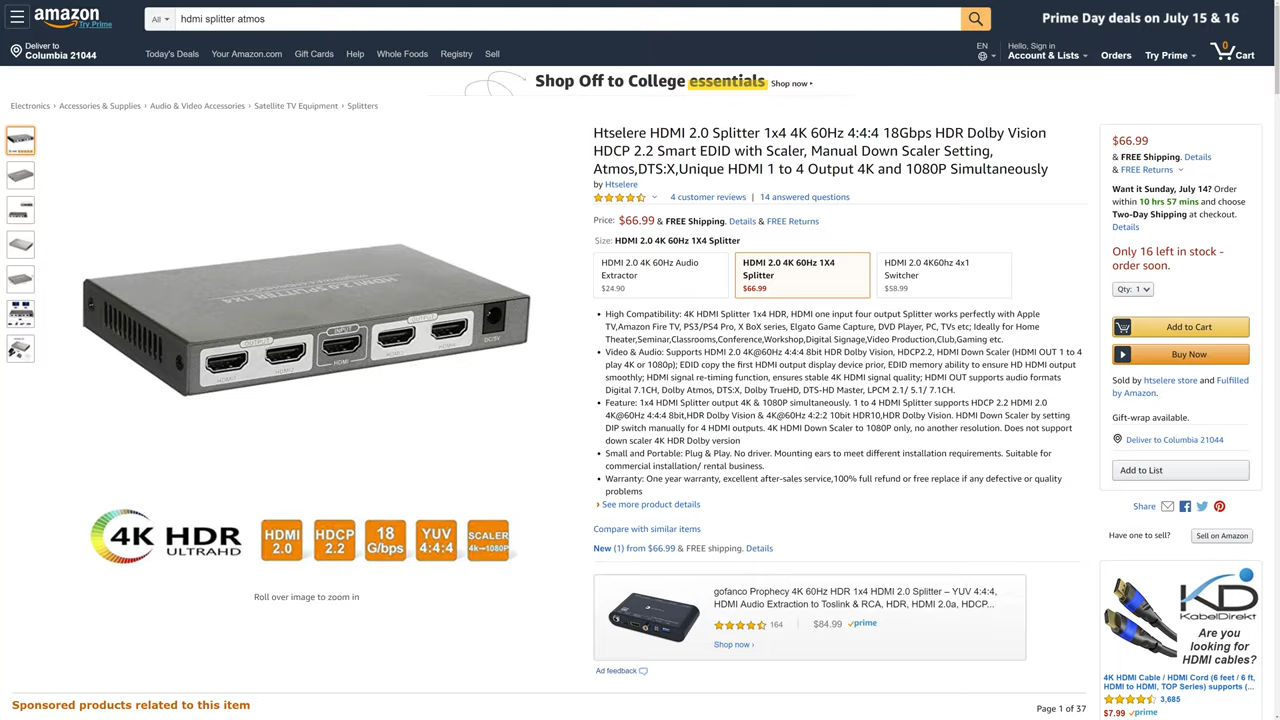 amazon
Try Prime
All
hdmi splitter atmos
Prime Day deals on July 15 & 16
Deliver to
Columbia 21044
Today's Deals
Your Amazon.com
Gift Cards
Help
Whole Foods
Registry
Sell
EN
Hello, Sign in
Account & Lists
Orders
Try Prime
0
Cart
Shop Off to College essentials Shop now
Electronics › Accessories & Supplies › Audio & Video Accessories › Satellite TV Equipment › Splitters
Htselere HDMI 2.0 Splitter 1x4 4K 60Hz 4:4:4 18Gbps HDR Dolby Vision
HDCP 2.2 Smart EDID with Scaler, Manual Down Scaler Setting,
Atmos,DTS:X,Unique HDMI 1 to 4 Output 4K and 1080P Simultaneously
by Htselere
4 customer reviews | 14 answered questions
Price: $66.99 & FREE Shipping. Details & FREE Returns
Size: HDMI 2.0 4K 60Hz 1X4 Splitter
HDMI 2.0 4K 60Hz Audio
Extractor
$24.90
HDMI 2.0 4K 60Hz 1X4
Splitter
$66.99
HDMI 2.0 4K60hz 4x1
Switcher
$58.99
• High Compatibility: 4K HDMI Splitter 1x4 HDR, HDMI one input four output Splitter works perfectly with Apple
TV,Amazon Fire TV, PS3/PS4 Pro, X Box series, Elgato Game Capture, DVD Player, PC, TVs etc; Ideally for Home
Theater,Seminar,Classrooms,Conference,Workshop,Digital Signage,Video Production,Club,Gaming etc.
• Video & Audio: Supports HDMI 2.0 4K@60Hz 4:4:4 8bit HDR Dolby Vision, HDCP2.2, HDMI Down Scaler (HDMI OUT 1 to 4
play 4K or 1080p); EDID copy the first HDMI output display device prior, EDID memory ability to ensure HD HDMI output
smoothly; HDMI signal re-timing function, ensures stable 4K HDMI signal quality; HDMI OUT supports audio formats
Digital 7.1CH, Dolby Atmos, DTS:X, Dolby TrueHD, DTS-HD Master, LPCM 2.1/ 5.1/ 7.1CH.
• Feature: 1x4 HDMI Splitter output 4K & 1080P simultaneously. 1 to 4 HDMI Splitter supports HDCP 2.2 HDMI 2.0
4K@60Hz 4:4:4 8bit,HDR Dolby Vision & 4K@60Hz 4:2:2 10bit HDR10,HDR Dolby Vision. HDMI Down Scaler by setting
DIP switch manually for 4 HDMI outputs. 4K HDMI Down Scaler to 1080P only, no another resolution. Does not support
down scaler 4K HDR Dolby version
• Small and Portable: Plug & Play. No driver. Mounting ears to meet different installation requirements. Suitable for
commercial installation/ rental business.
• Warranty: One year warranty, excellent after-sales service,100% full refund or free replace if any defective or quality
problems
› See more product details
Compare with similar items
New (1) from $66.99 & FREE shipping. Details
gofanco Prophecy 4K 60Hz HDR 1x4 HDMI 2.0 Splitter – YUV 4:4:4,
HDMI Audio Extraction to Toslink & RCA, HDR, HDMI 2.0a, HDCP...
164 | $84.99 prime
Shop now ›
Ad feedback
HDMI SPLITTER 1X4
OUTPUT
INPUT
OUTPUT
HDMI1
HDMI
DC/5V
4K HDR
ULTRAHD
HDMI
2.0
HDCP
2.2
18
G/bps
YUV
4:4:4
SCALER
4K→1080P
Roll over image to zoom in
$66.99
& FREE Shipping. Details
& FREE Returns
Want it Sunday, July 14? Order
within 10 hrs 57 mins and choose
Two-Day Shipping at checkout.
Details
Only 16 left in stock -
order soon.
Qty: 1
Add to Cart
Buy Now
Sold by htselere store and Fulfilled
by Amazon.
Gift-wrap available.
Deliver to Columbia 21044
Add to List
Share
Have one to sell?
Sell on Amazon
KD
KABELDIREKT
Are you
looking for
HDMI cables?
4K HDMI Cable / HDMI Cord (6 feet / 6 ft,
HDMI to HDMI, TOP Series) supports (...
3,685
$7.99 prime
Sponsored products related to this item
Page 1 of 37